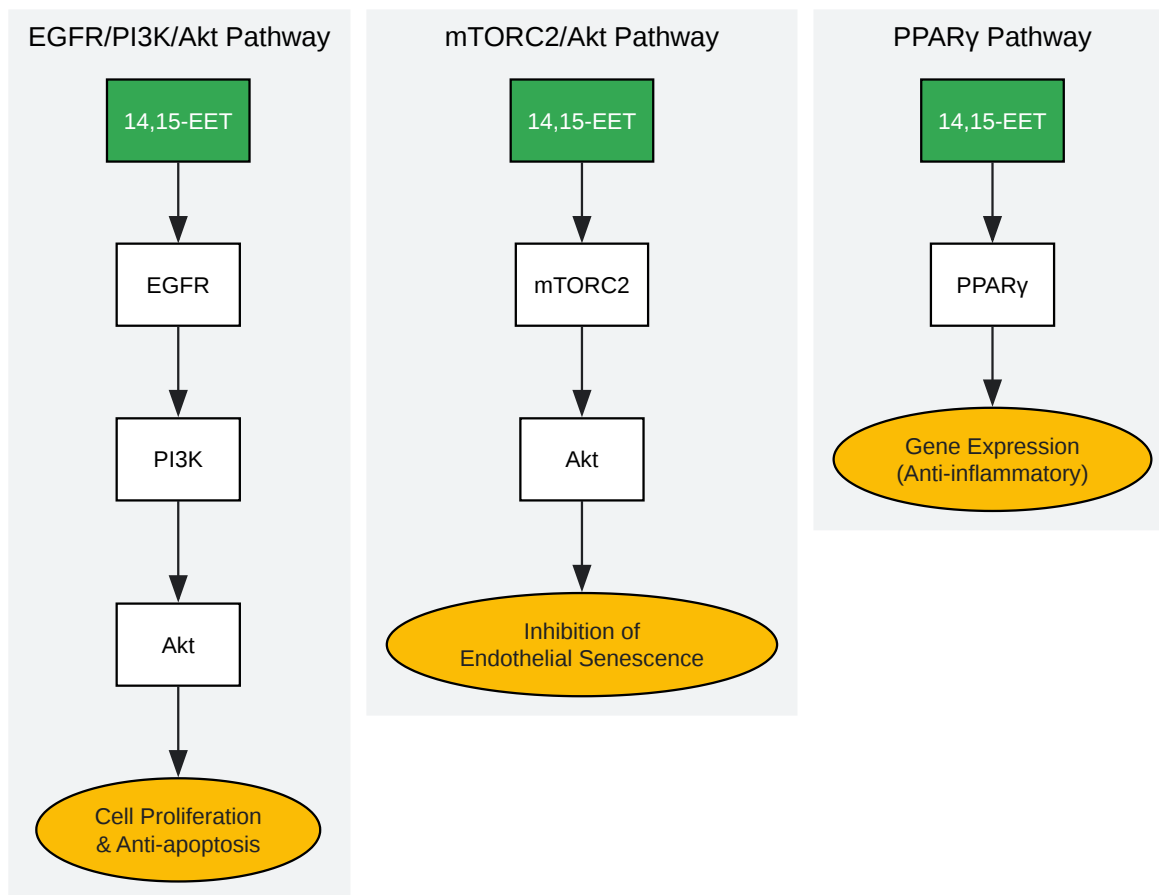 EGFR/PI3K/Akt Pathway
14,15-EET
EGFR
PI3K
Akt
Cell Proliferation
& Anti-apoptosis
mTORC2/Akt Pathway
14,15-EET
mTORC2
Akt
Inhibition of
Endothelial Senescence
PPARγ Pathway
14,15-EET
PPARγ
Gene Expression
(Anti-inflammatory)